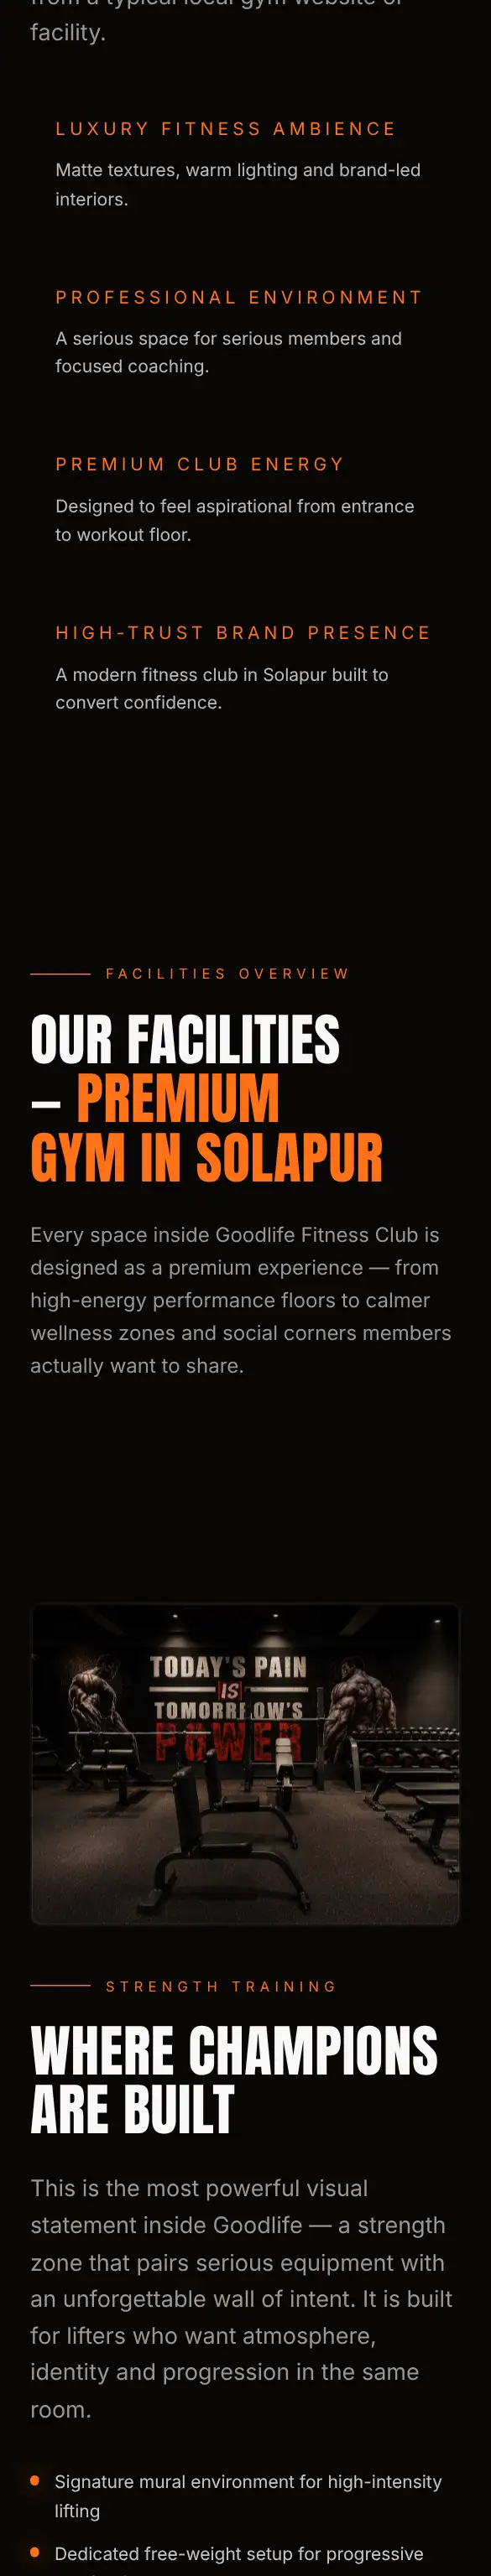 facility.
LUXURY FITNESS AMBIENCE
Matte textures, warm lighting and brand-led
interiors.
PROFESSIONAL ENVIRONMENT
A serious space for serious members and
focused coaching.
PREMIUM CLUB ENERGY
Designed to feel aspirational from entrance
to workout floor.
HIGH-TRUST BRAND PRESENCE
A modern fitness club in Solapur built to
convert confidence.
FACILITIES OVERVIEW
OUR FACILITIES
— PREMIUM
GYM IN SOLAPUR
Every space inside Goodlife Fitness Club is
designed as a premium experience — from
high-energy performance floors to calmer
wellness zones and social corners members
actually want to share.
TODAY'S PAIN
IS
TOMORROW'S
POWER
STRENGTH TRAINING
WHERE CHAMPIONS
ARE BUILT
This is the most powerful visual
statement inside Goodlife — a strength
zone that pairs serious equipment with
an unforgettable wall of intent. It is built
for lifters who want atmosphere,
identity and progression in the same
room.
Signature mural environment for high-intensity
lifting
Dedicated free-weight setup for progressive